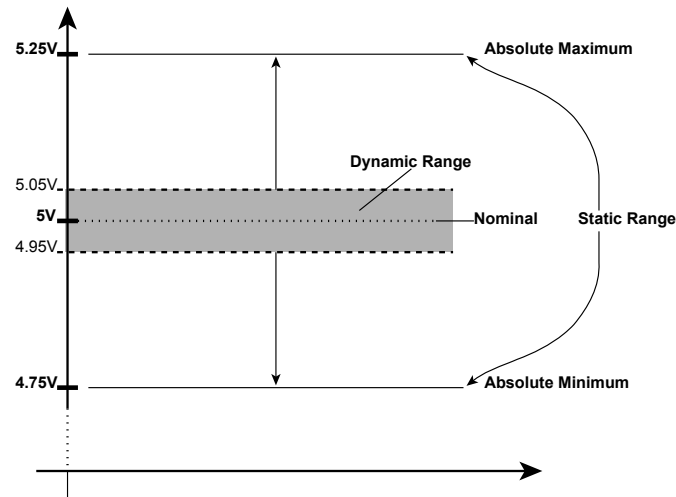 5.25V
Absolute Maximum
Dynamic Range
5.05V
5V
Nominal
Static Range
4.95V
4.75V
Absolute Minimum